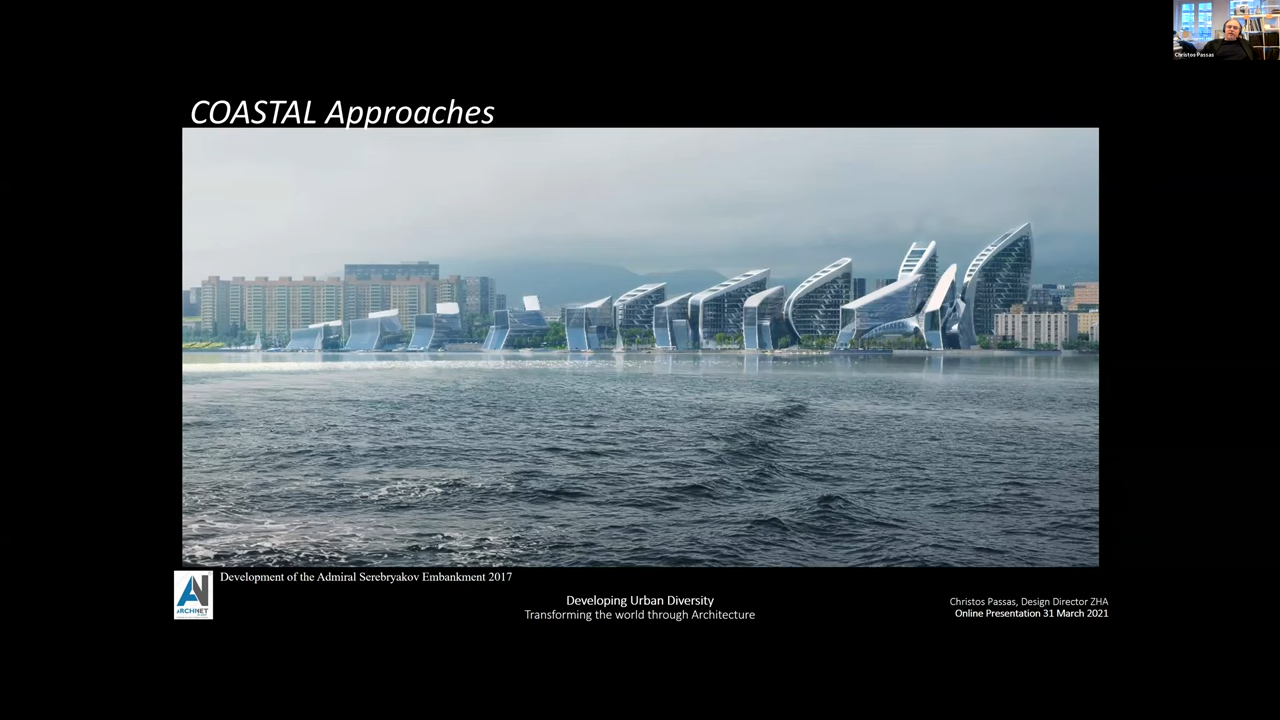 Christos Passas
COASTAL Approaches
Development of the Admiral Serebryakov Embankment 2017
ARCHNET
Developing Urban Diversity
Transforming the world through Architecture
Christos Passas, Design Director ZHA
Online Presentation 31 March 2021